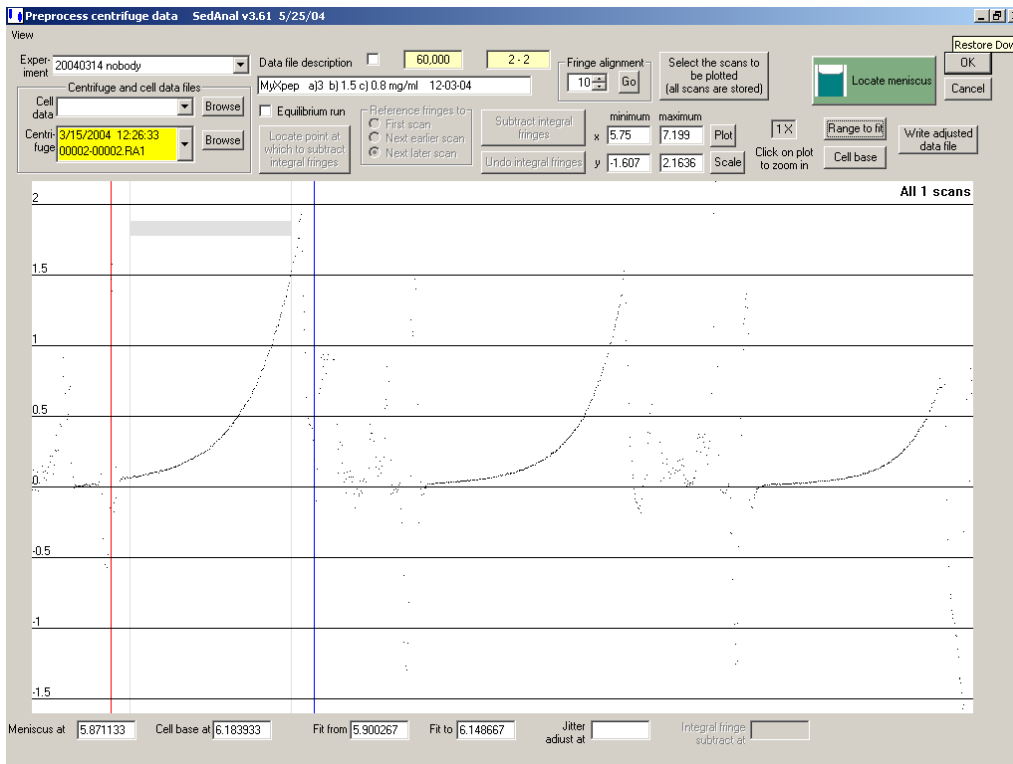 Preprocess centrifuge data SedAnal v3.61 5/25/04
View
Restore Dow
Exper-
iment
20040314 nobody
Data file description
60,000
2 - 2
Fringe alignment
10
Go
Select the scans to
be plotted
(all scans are stored)
Locate meniscus
OK
Cancel
Centrifuge and cell data files
Cell
data
Browse
Centri-
fuge
3/15/2004 12:26:33
00002-00002.RA1
Browse
MyXpep a)3 b) 1.5 c) 0.8 mg/ml 12-03-04
Equilibrium run
Locate point at
which to subtract
integral fringes
Reference fringes to
First scan
Next earlier scan
Next later scan
Subtract integral
fringes
Undo integral fringes
minimum maximum
x 5.75 7.199 Plot
y -1.607 2.1636 Scale
1X
Click on plot
to zoom in
Range to fit
Cell base
Write adjusted
data file
All 1 scans
2
1.5
1
0.5
0
-0.5
-1
-1.5
Meniscus at 5.871133
Cell base at 6.183933
Fit from 5.900267
Fit to 6.148667
Jitter
adjust at
Integral fringe
subtract at